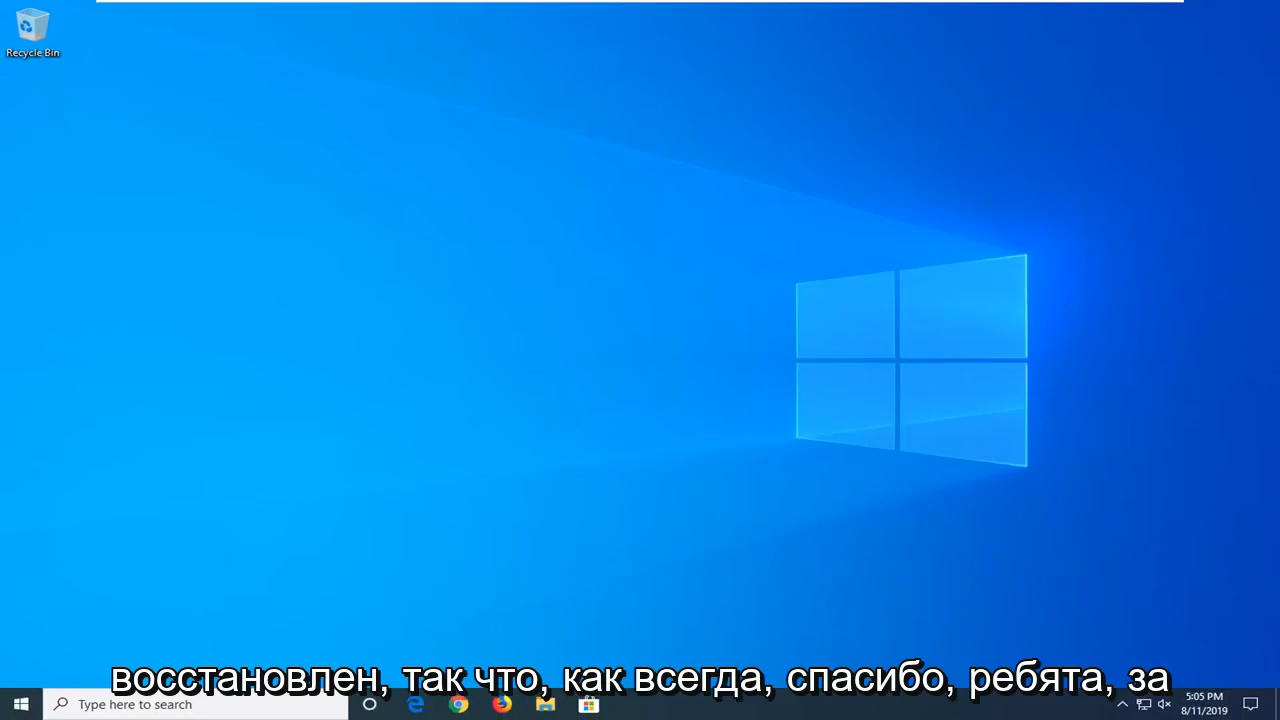 Recycle Bin
восстановлен, так что, как всегда, спасибо, ребята, за
Type here to search
5:05 PM
8/11/2019